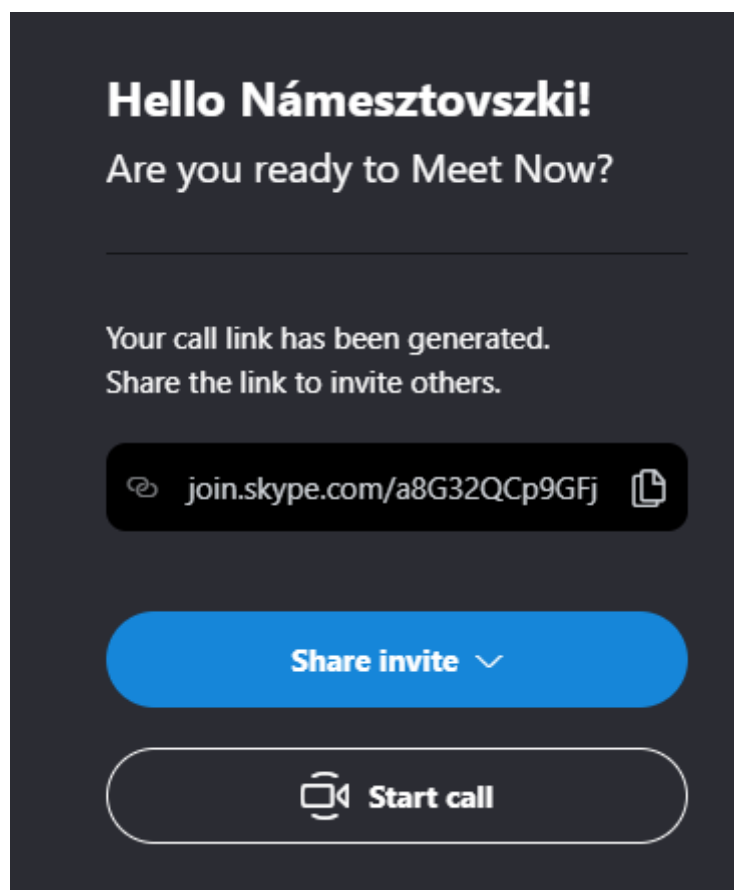 Hello Námesztovszki!
Are you ready to Meet Now?
Your call link has been generated.
Share the link to invite others.
join.skype.com/a8G32QCp9GFj
Share invite
Start call